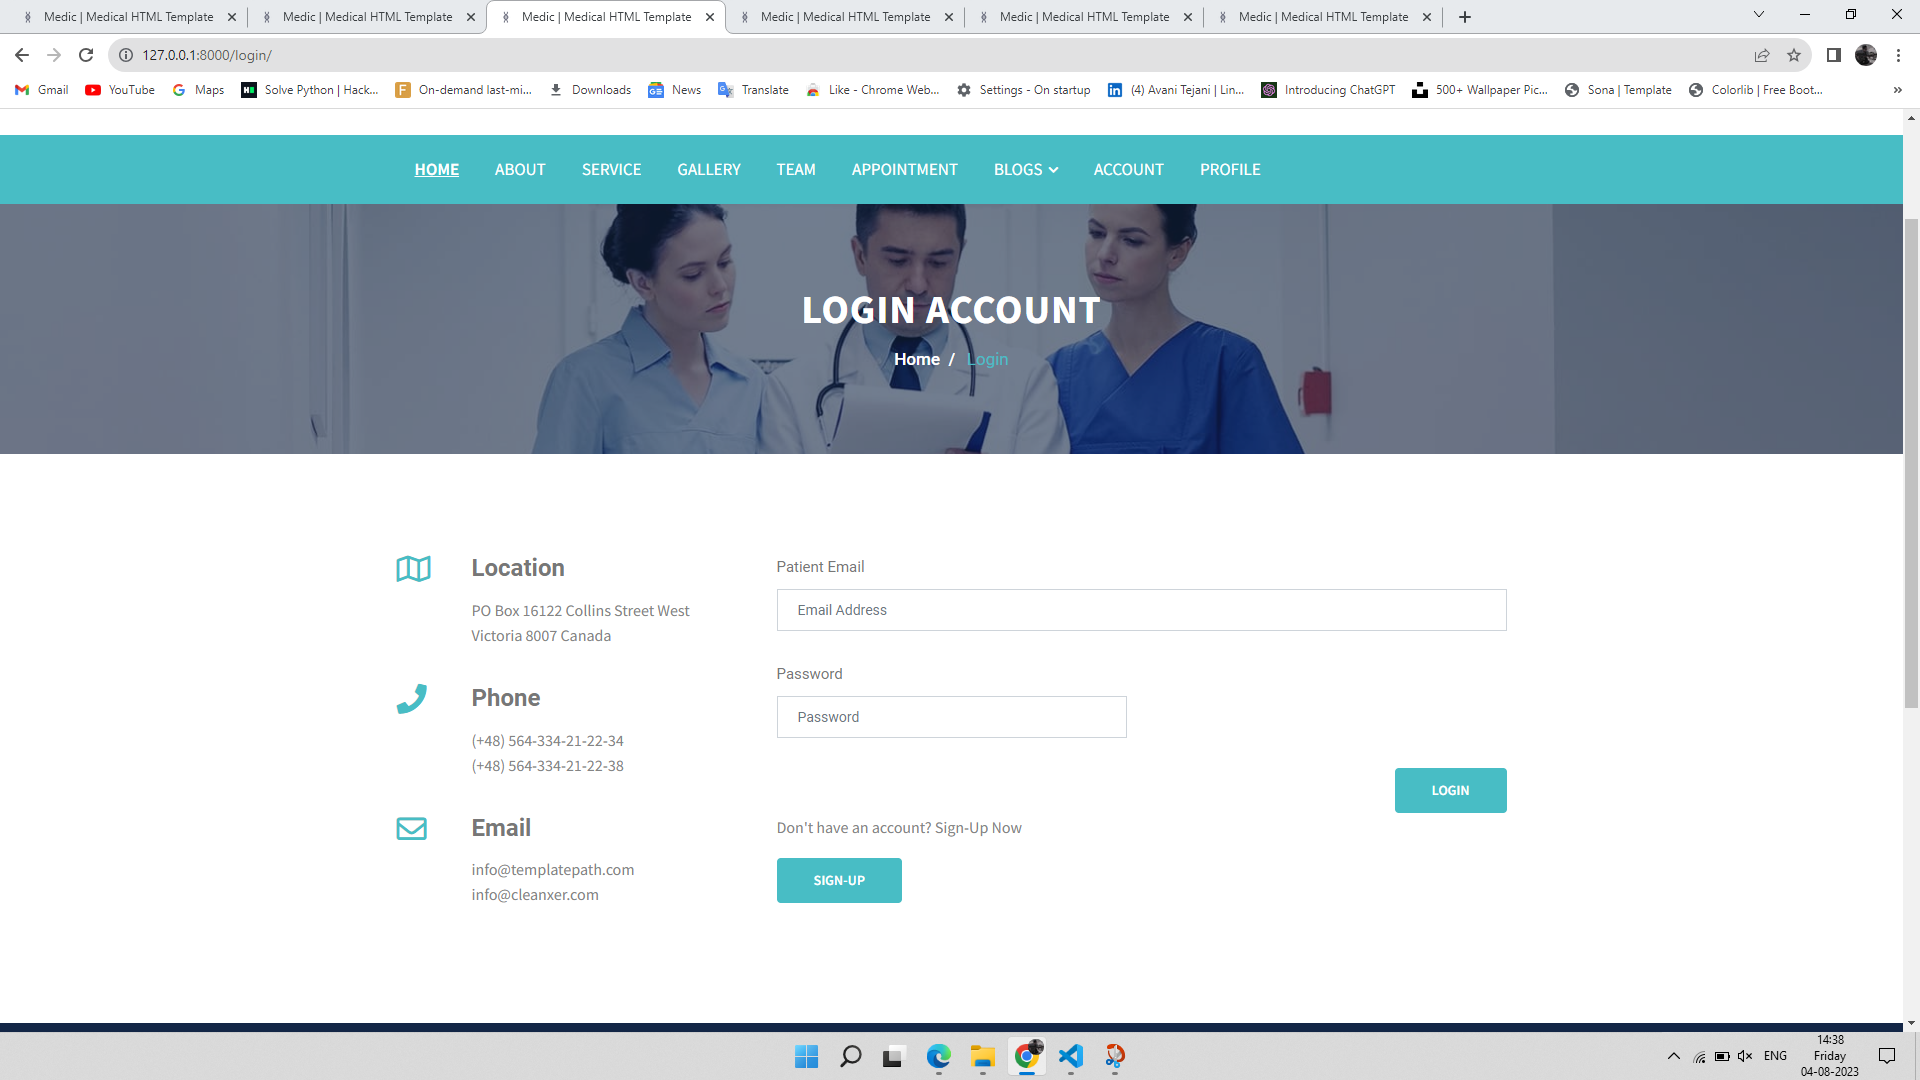 Medic | Medical HTML Template
Medic | Medical HTML Template
Medic | Medical HTML Template
Medic | Medical HTML Template
Medic | Medical HTML Template
Medic | Medical HTML Template
127.0.0.1:8000/login/
Gmail
YouTube
Maps
Solve Python | Hack...
On-demand last-mi...
Downloads
News
Translate
Like - Chrome Web...
Settings - On startup
(4) Avani Tejani | Lin...
Introducing ChatGPT
500+ Wallpaper Pic...
Sona | Template
Colorlib | Free Boot...
HOME
ABOUT
SERVICE
GALLERY
TEAM
APPOINTMENT
BLOGS
ACCOUNT
PROFILE
LOGIN ACCOUNT
Home / Login
Location
PO Box 16122 Collins Street West
Victoria 8007 Canada
Phone
(+48) 564-334-21-22-34
(+48) 564-334-21-22-38
Email
info@templatepath.com
info@cleanxer.com
Patient Email
Email Address
Password
Password
LOGIN
Don't have an account? Sign-Up Now
SIGN-UP
ENG
14:38
Friday
04-08-2023